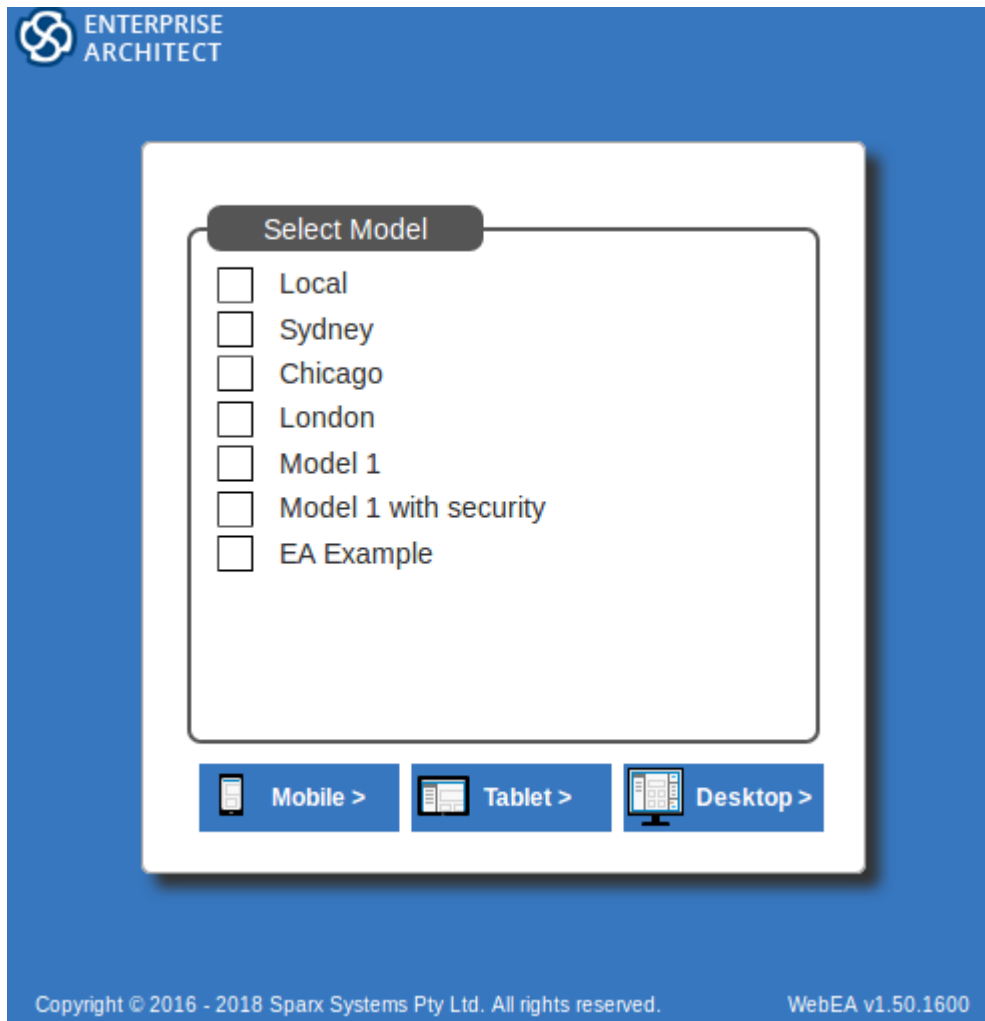 ENTERPRISE
ARCHITECT
Select Model
Local
Sydney
Chicago
London
Model 1
Model 1 with security
EA Example
Mobile > Tablet > Desktop >
Copyright © 2016 - 2018 Sparx Systems Pty Ltd. All rights reserved. WebEA v1.50.1600